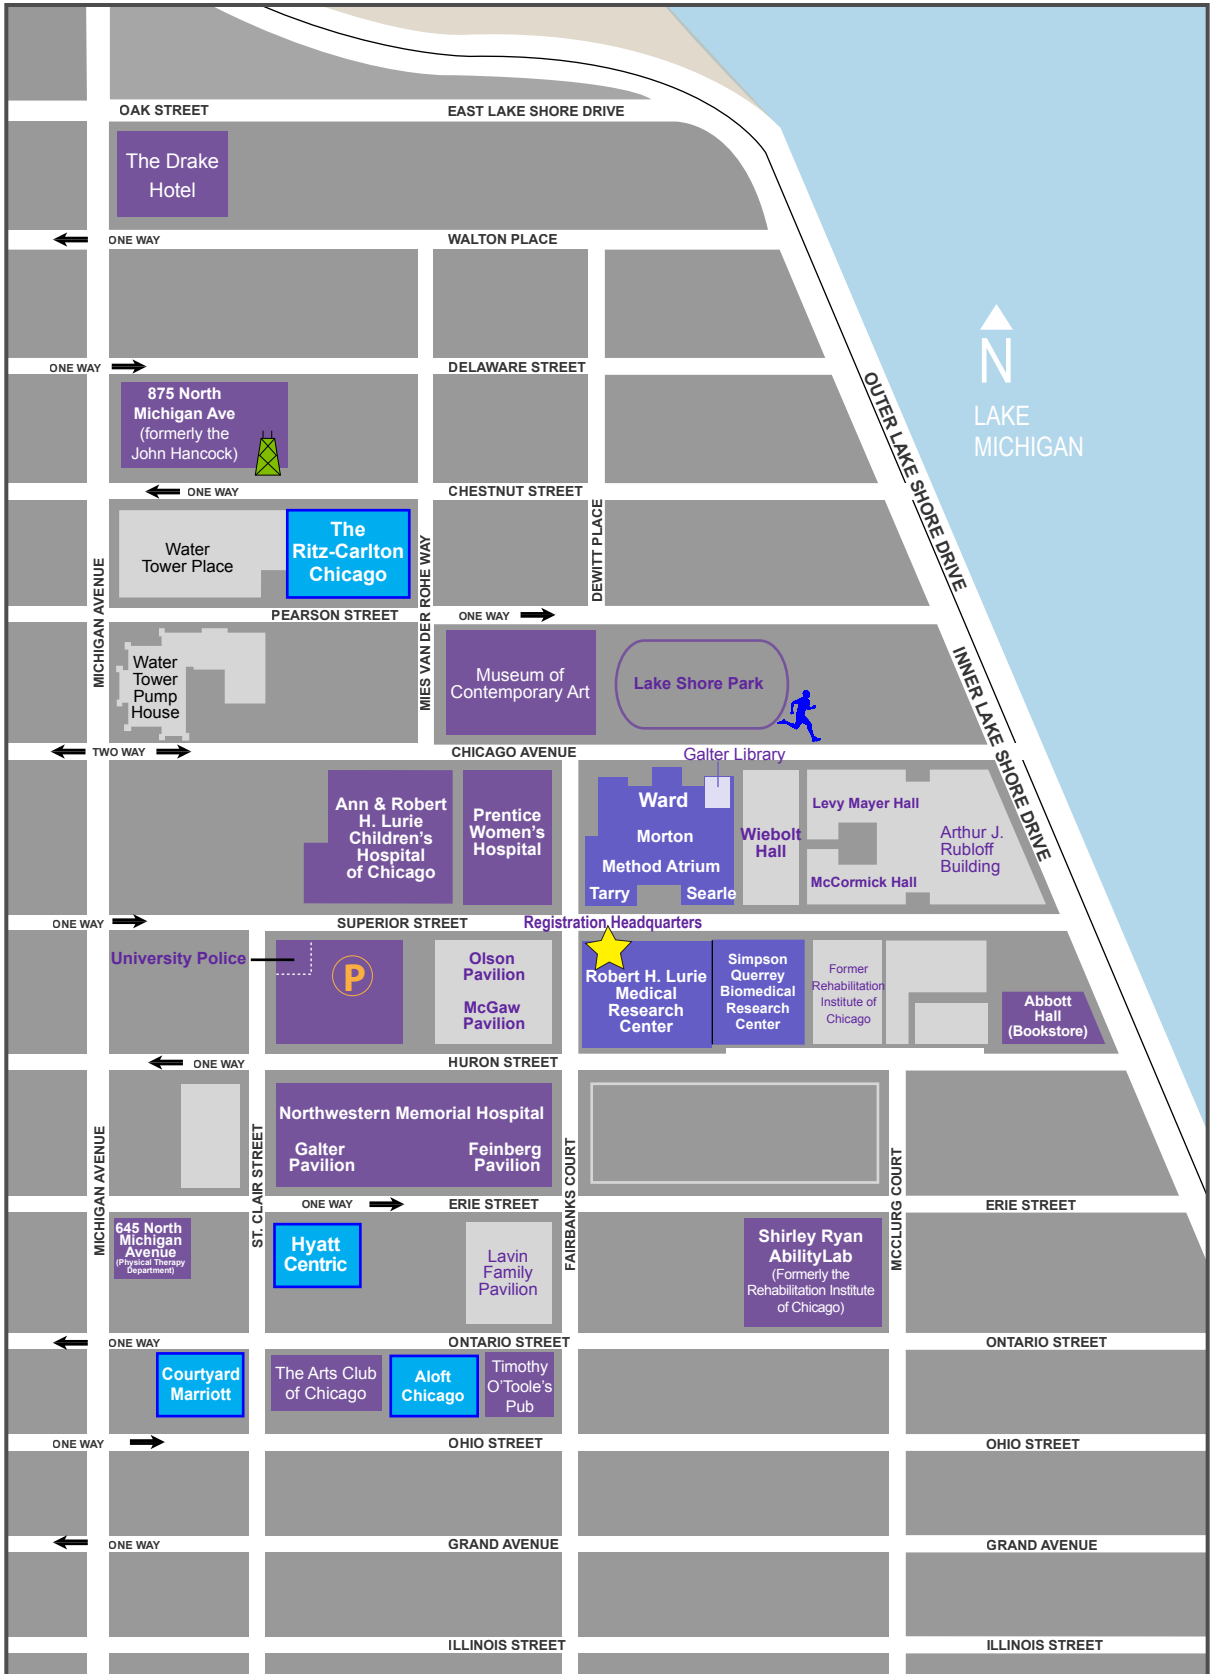 OAK STREET
EAST LAKE SHORE DRIVE
The Drake
Hotel
ONE WAY
WALTON PLACE
N
LAKE
MICHIGAN
ONE WAY
DELAWARE STREET
OUTER LAKE SHORE DRIVE
875 North
Michigan Ave
(formerly the
John Hancock)
ONE WAY
CHESTNUT STREET
DEWITT PLACE
The
Ritz-Carlton
Chicago
Water
Tower Place
MICHIGAN AVENUE
MIES VAN DER ROHE WAY
PEARSON STREET
ONE WAY
INNER LAKE SHORE DRIVE
Water
Tower
Pump
House
Museum of
Contemporary Art
Lake Shore Park
TWO WAY
CHICAGO AVENUE
Galter Library
Ann & Robert
H. Lurie
Children's
Hospital
of Chicago
Prentice
Women's
Hospital
Ward
Morton
Method Atrium
Tarry
Searle
Wiebolt
Hall
Levy Mayer Hall
McCormick Hall
Arthur J.
Rubloff
Building
ONE WAY
SUPERIOR STREET
Registration Headquarters
University Police
P
Olson
Pavilion
McGaw
Pavilion
Robert H. Lurie
Medical
Research
Center
Simpson
Querrey
Biomedical
Research
Center
Former
Rehabilitation
Institute of
Chicago
Abbott
Hall
(Bookstore)
ONE WAY
HURON STREET
Northwestern Memorial Hospital
Galter
Pavilion
Feinberg
Pavilion
MICHIGAN AVENUE
ST. CLAIR STREET
FAIRBANKS COURT
MCCLURG COURT
ONE WAY
ERIE STREET
ERIE STREET
645 North
Michigan
Avenue
(Physical Therapy
Department)
Hyatt
Centric
Lavin
Family
Pavilion
Shirley Ryan
AbilityLab
(Formerly the
Rehabilitation Institute
of Chicago)
ONE WAY
ONTARIO STREET
ONTARIO STREET
Courtyard
Marriott
The Arts Club
of Chicago
Aloft
Chicago
Timothy
O'Toole's
Pub
ONE WAY
OHIO STREET
OHIO STREET
ONE WAY
GRAND AVENUE
GRAND AVENUE
ILLINOIS STREET
ILLINOIS STREET